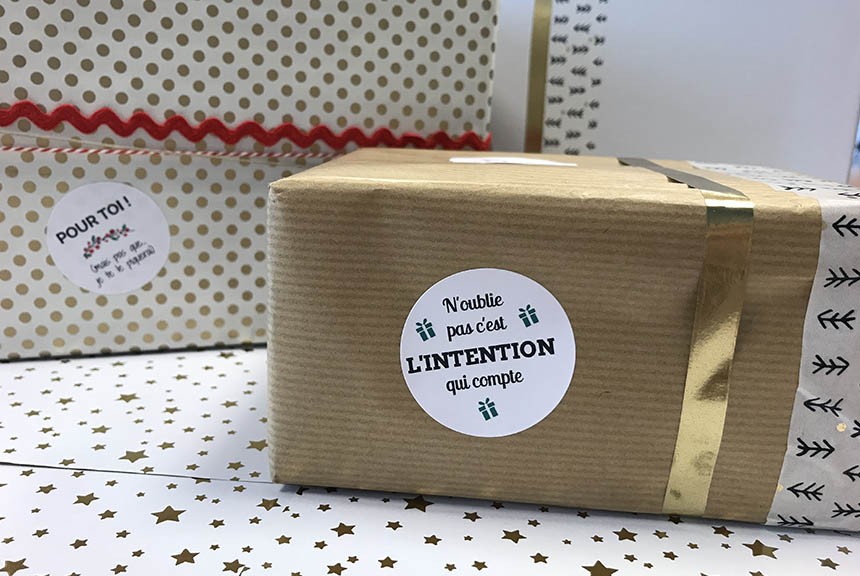 POUR TOI !
(mais pas que...
je te le piquerai)
N'oublie
pas c'est
L'INTENTION
qui compte